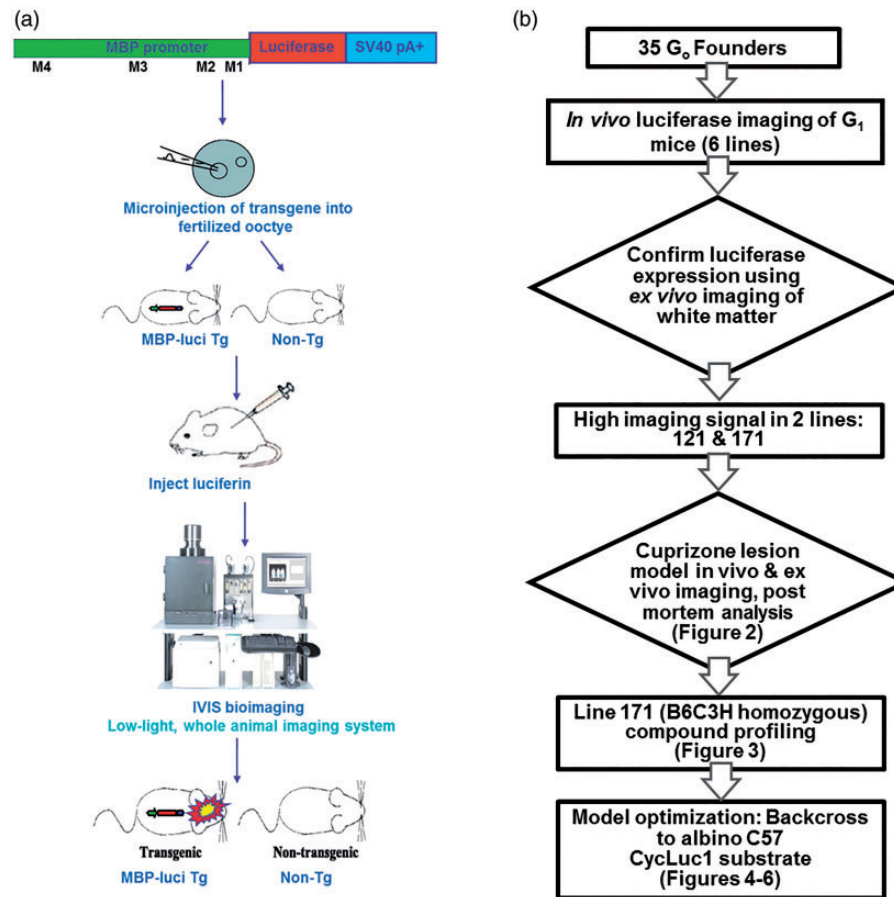 (a)
MBP promoter
Luciferase
SV40 pA+
M4 M3 M2 M1
Microinjection of transgene into
fertilized ooctye
MBP-luci Tg
Non-Tg
Inject luciferin
IVIS bioimaging
Low-light, whole animal imaging system
Transgenic
Non-transgenic
MBP-luci Tg
Non-Tg
(b)
35 Go Founders
In vivo luciferase imaging of G1
mice (6 lines)
Confirm luciferase
expression using
ex vivo imaging of
white matter
High imaging signal in 2 lines:
121 & 171
Cuprizone lesion
model in vivo & ex
vivo imaging, post
mortem analysis
(Figure 2)
Line 171 (B6C3H homozygous)
compound profiling
(Figure 3)
Model optimization: Backcross
to albino C57
CycLuc1 substrate
(Figures 4-6)